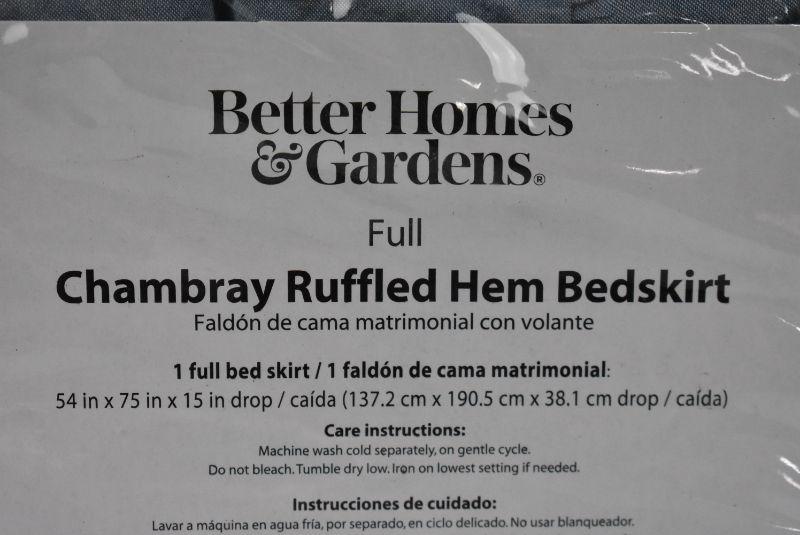 Better Homes
& Gardens®
Full
Chambray Ruffled Hem Bedskirt
Faldón de cama matrimonial con volante
1 full bed skirt / 1 faldón de cama matrimonial:
54 in x 75 in x 15 in drop / caída (137.2 cm x 190.5 cm x 38.1 cm drop / caída)
Care instructions:
Machine wash cold separately, on gentle cycle.
Do not bleach. Tumble dry low. Iron on lowest setting if needed.
Instrucciones de cuidado:
Lavar a máquina en agua fría, por separado, en ciclo delicado. No usar blanqueador.